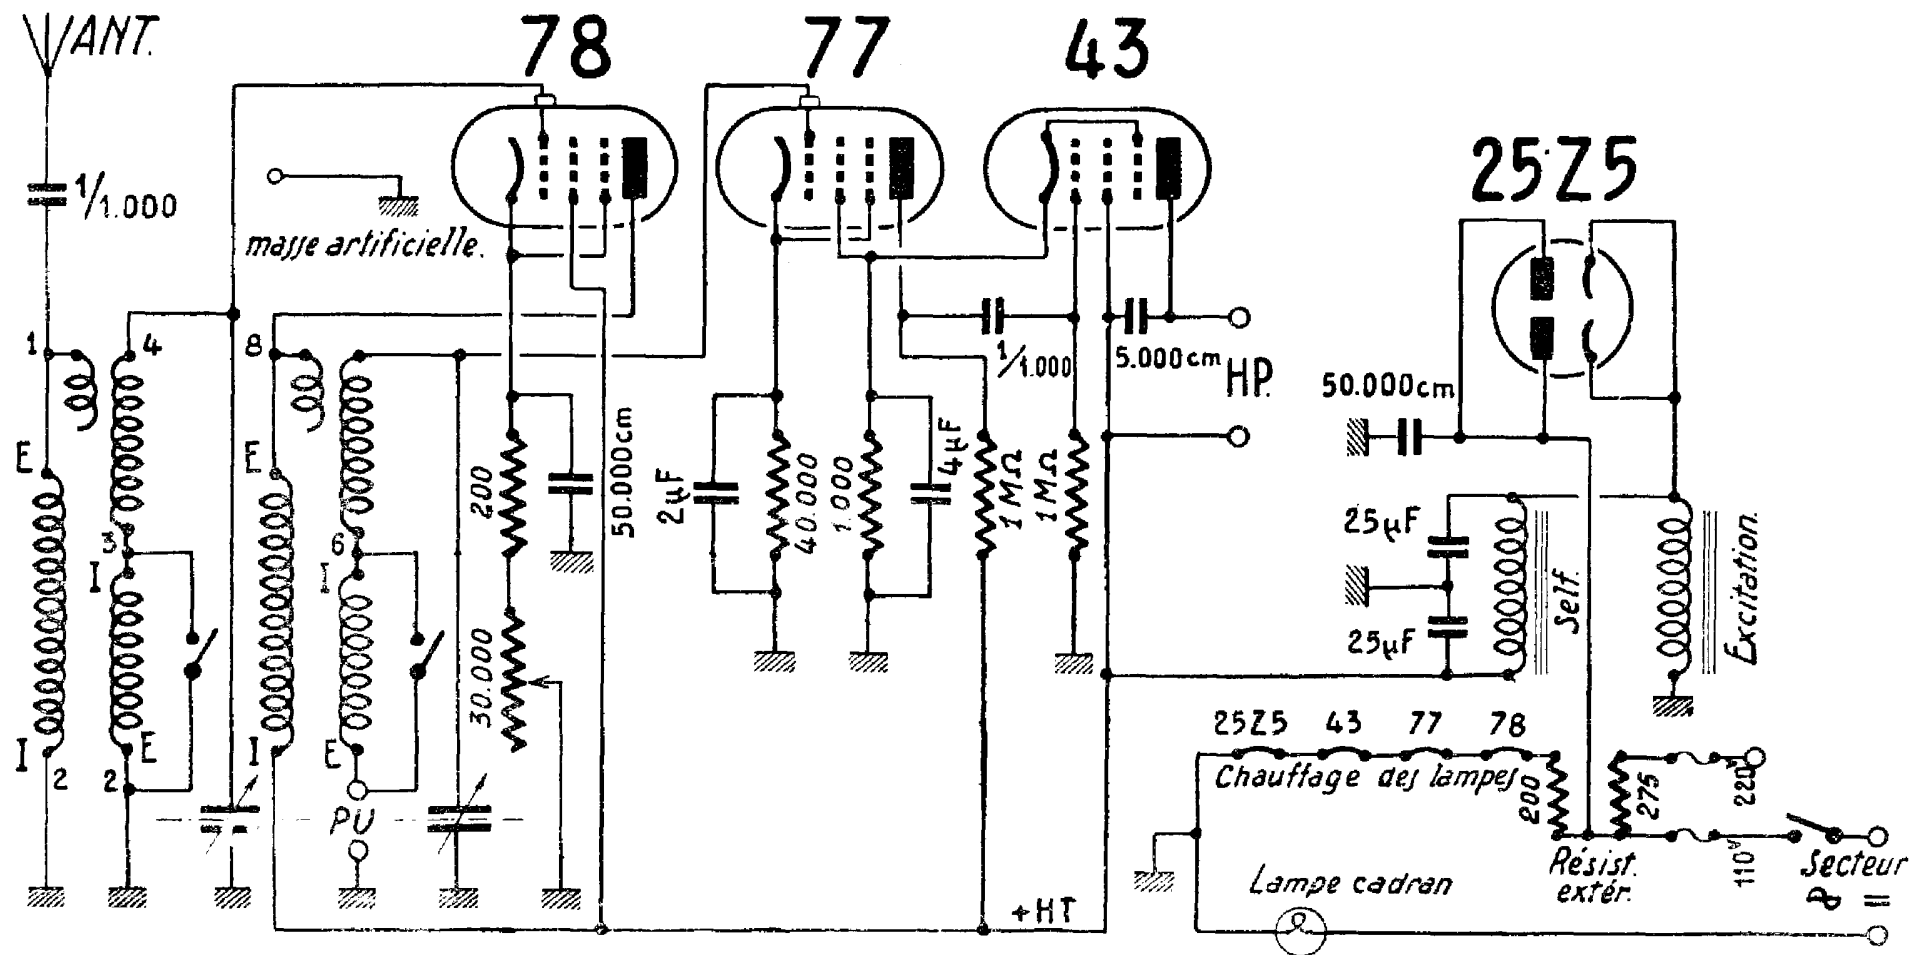 ANT.
78
77
43
25Z5
1/1.000
masse artificielle.
1
4
8
E
E
3
6
I
I
I
2
E
2
I
E
PU
200
50.000cm
30.000
2µF
40.000
1.000
4µF
1MΩ
1MΩ
1/1.000
5.000cm
HP.
50.000cm
25µF
25µF
Self.
Excitation.
25Z5 43 77 78
Chauffage des lampes
200
275
220
110
Résist.
extér.
Secteur
=
Lampe cadran
+HT